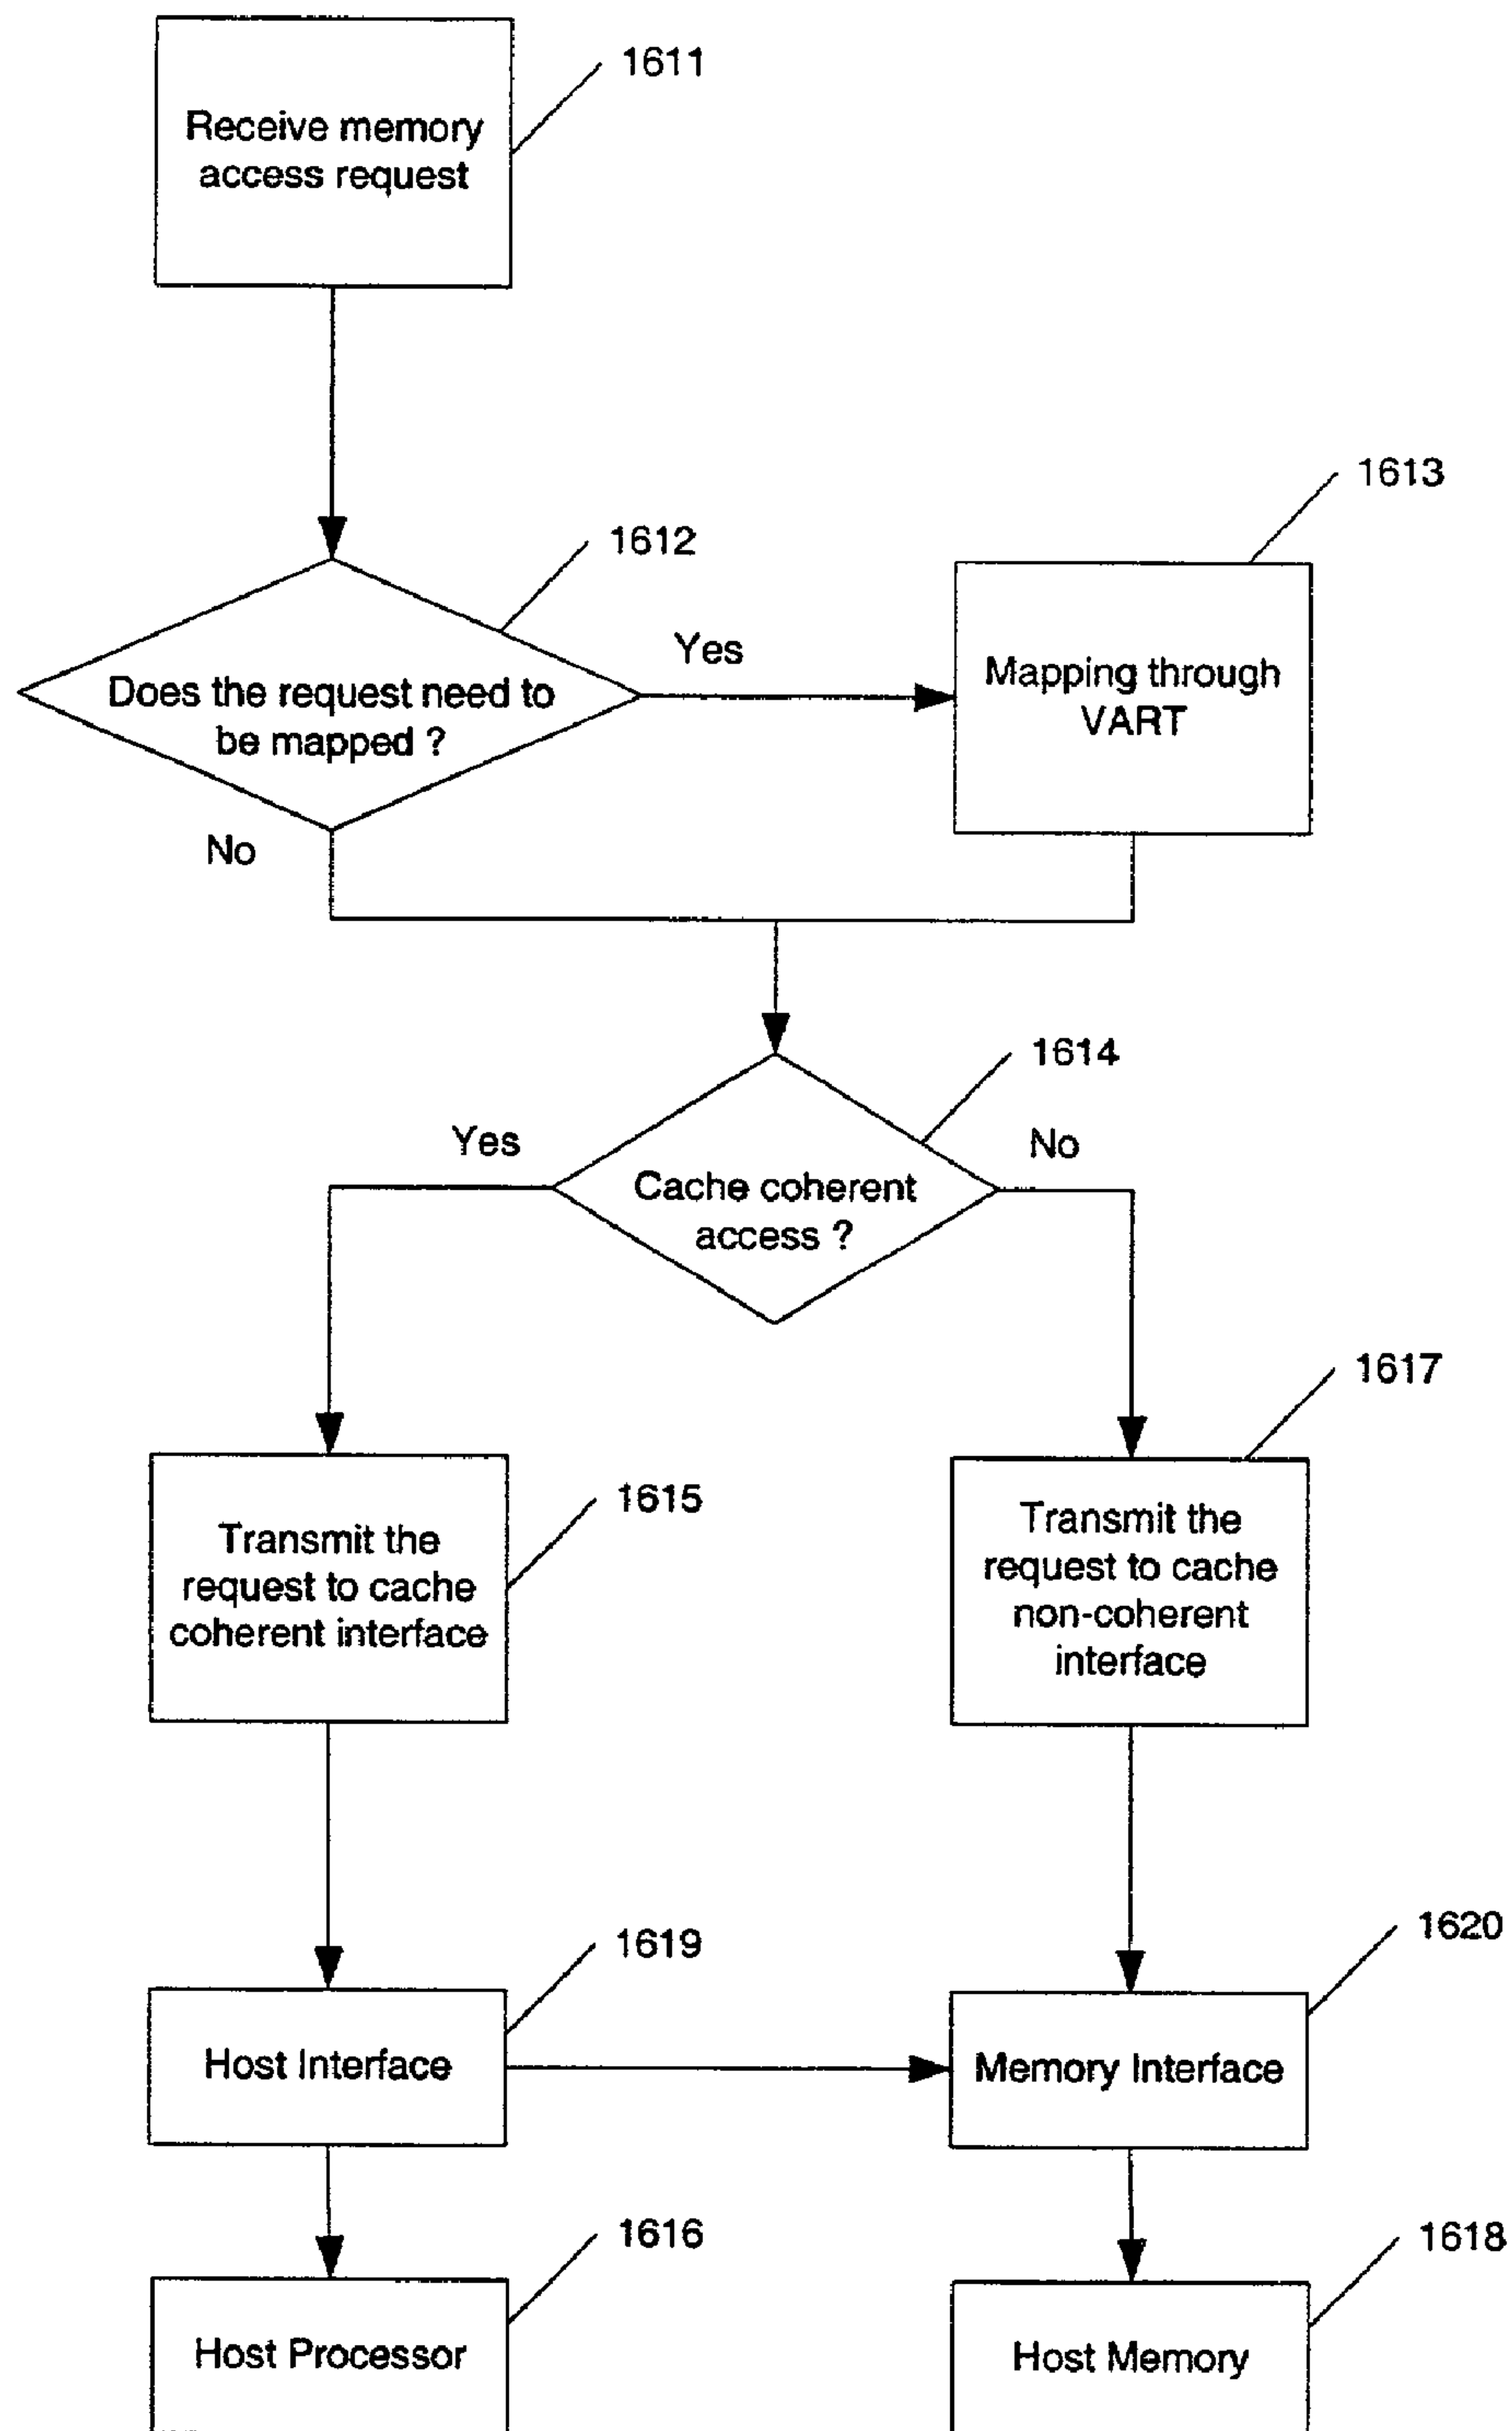 1611
Receive memory
access request
1613
1612
Yes
Does the request need to
be mapped ?
Mapping through
VART
No
1614
Yes
No
Cache coherent
access ?
1617
1615
Transmit the
request to cache
coherent interface
Transmit the
request to cache
non-coherent
interface
1620
1619
Host Interface
Memory Interface
1616
1618
Host Processor
Host Memory